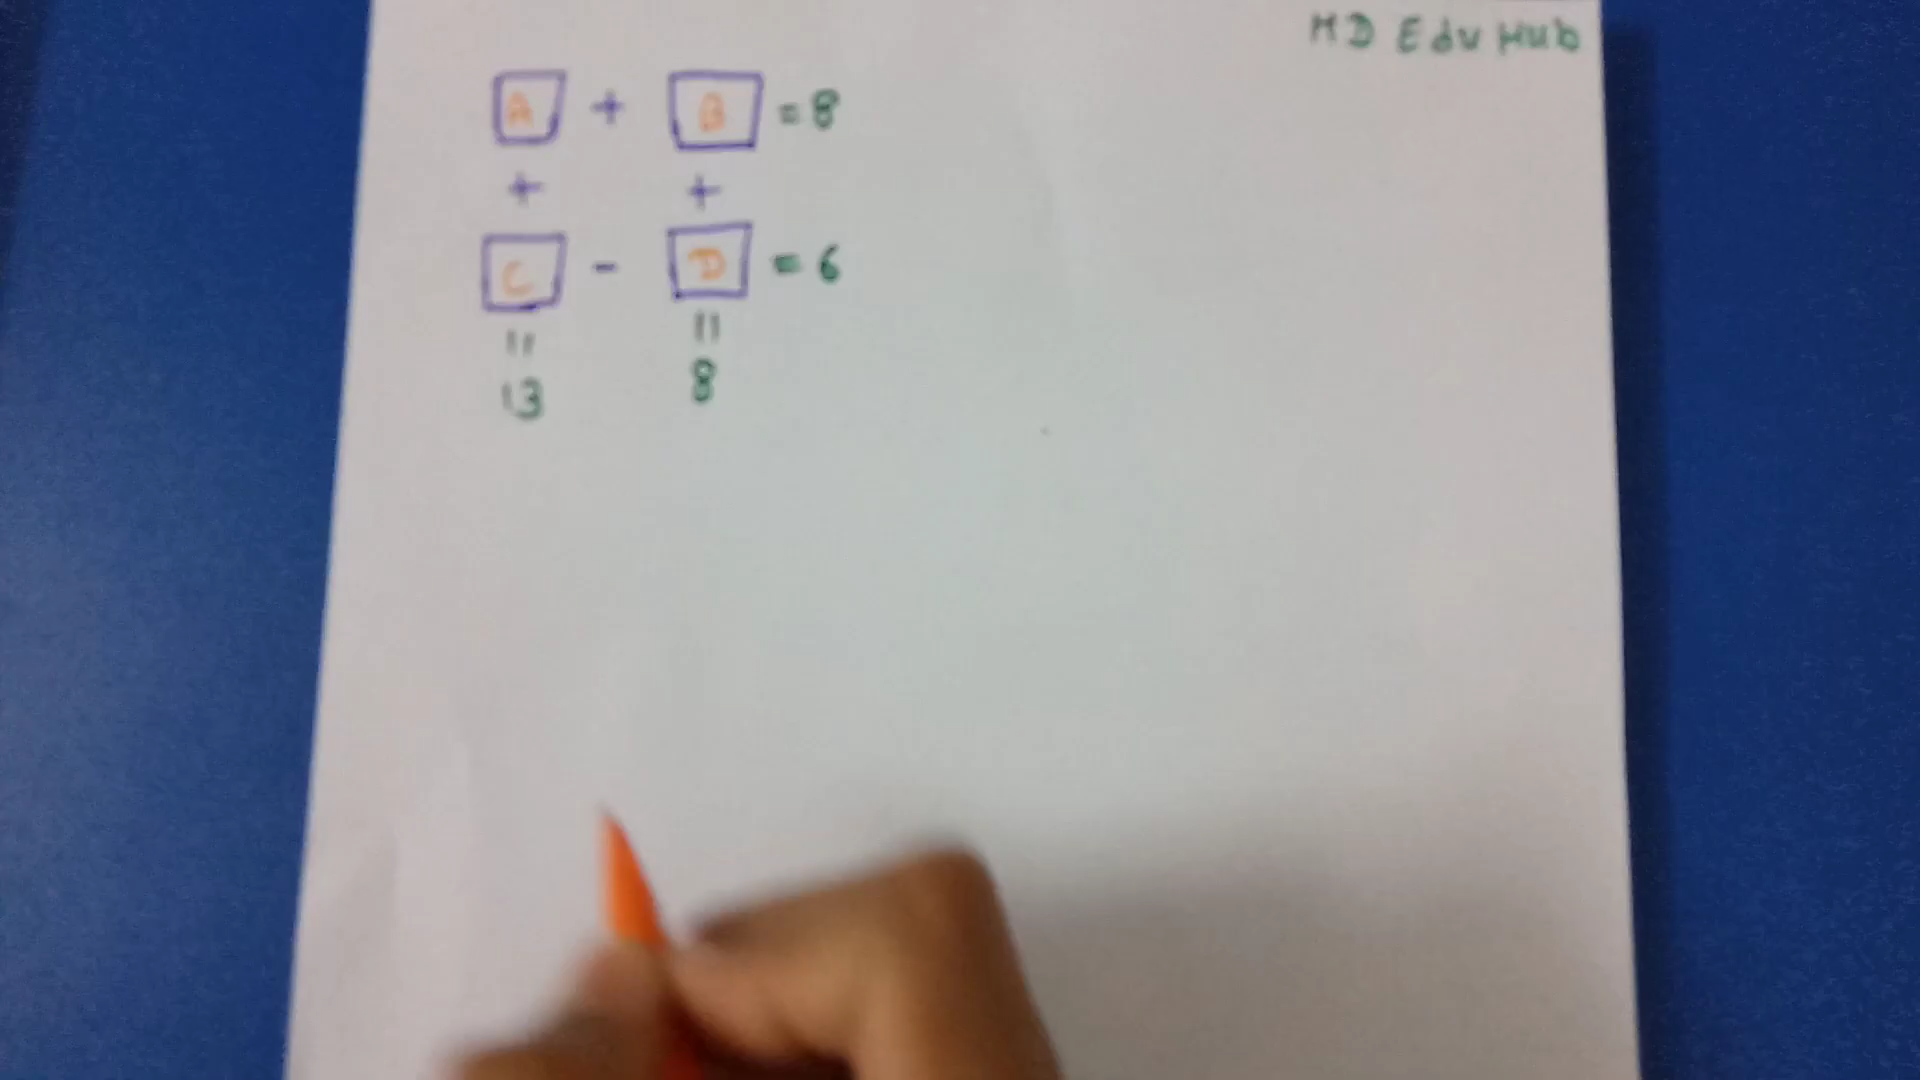 MD Edu Hub
A + B = 8
+ +
C - D = 6
= =
13 8